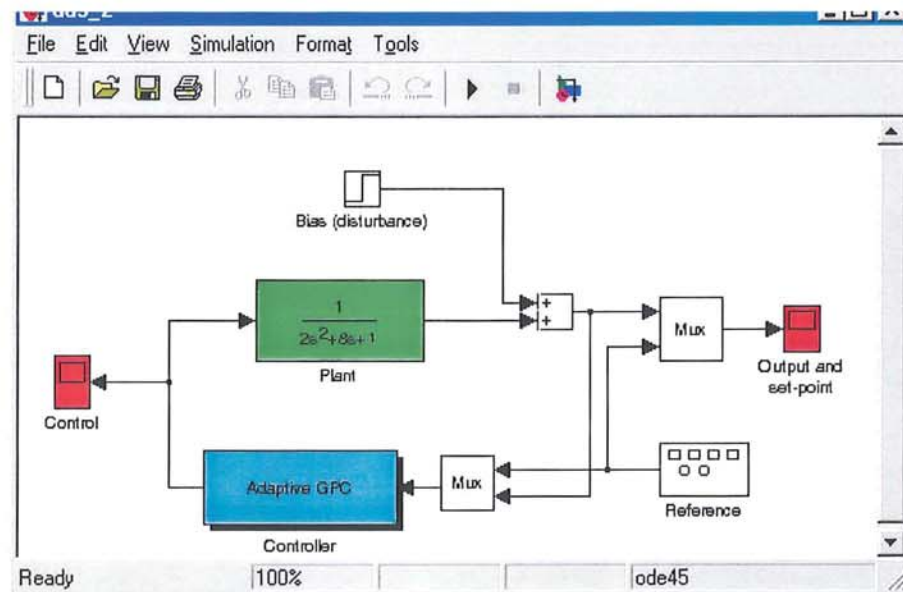 File Edit View Simulation Format Tools
Bias (disturbance)
1
2s²+8s+1
Plant
+
+
Mux
Output and
set-point
Control
Adaptive GPC
Controller
Mux
Reference
Ready 100% ode45